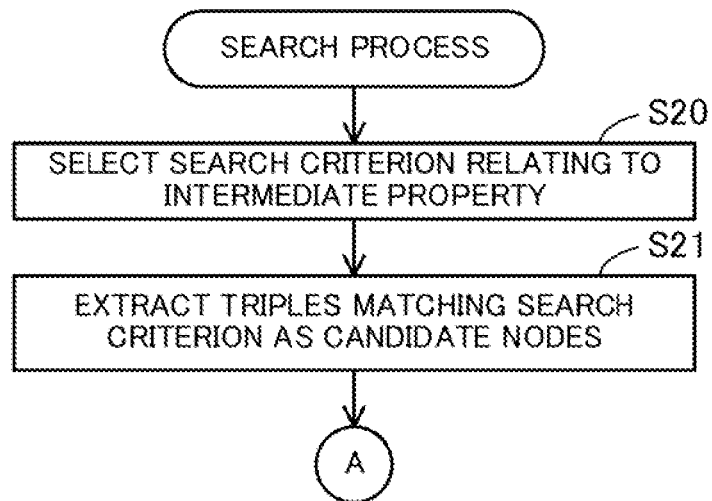 SEARCH PROCESS
S20
SELECT SEARCH CRITERION RELATING TO
INTERMEDIATE PROPERTY
S21
EXTRACT TRIPLES MATCHING SEARCH
CRITERION AS CANDIDATE NODES
A